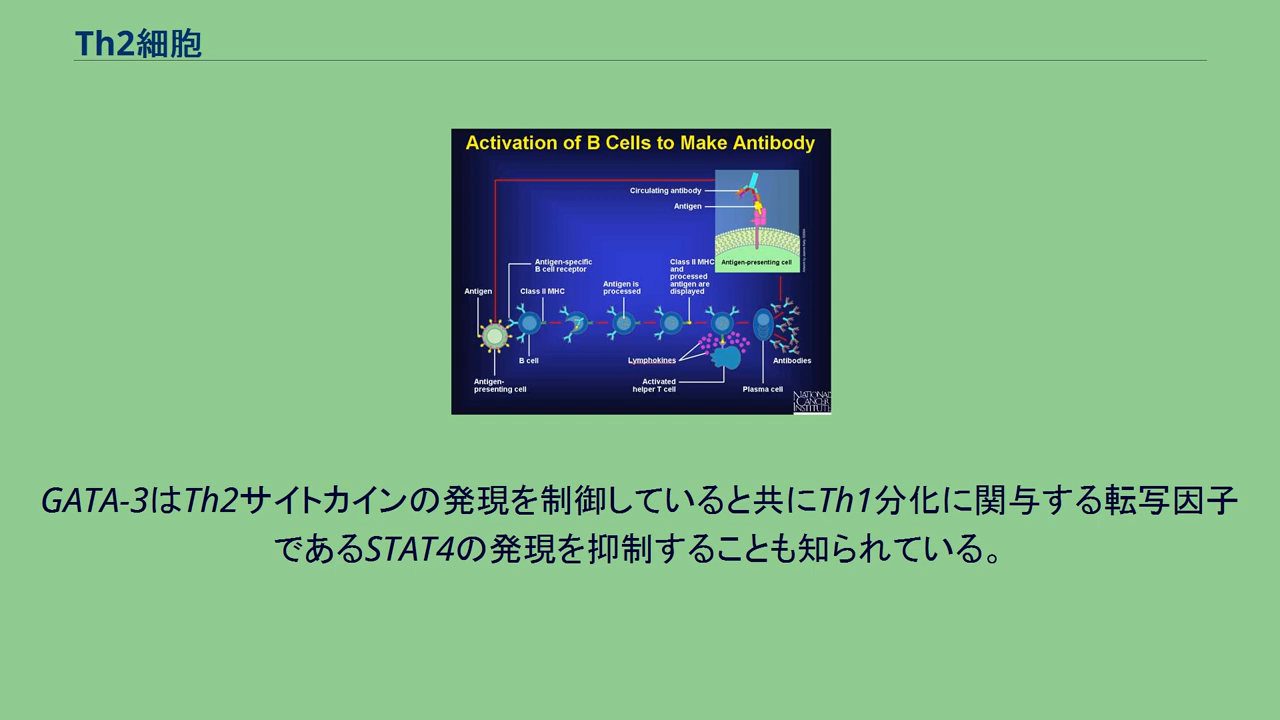 Th2細胞
Activation of B Cells to Make Antibody
Circulating antibody
Antigen
Antigen-presenting cell
Antigen-specific
B cell receptor
Class II MHC
and
processed
antigen are
displayed
Antigen is
processed
Antigen
Class II MHC
B cell
Lymphokines
Antibodies
Antigen-
presenting cell
Activated
helper T cell
Plasma cell
NATIONAL
CANCER
INSTITUTE
GATA-3はTh2サイトカインの発現を制御していると共にTh1分化に関与する転写因子
であるSTAT4の発現を抑制することも知られている。